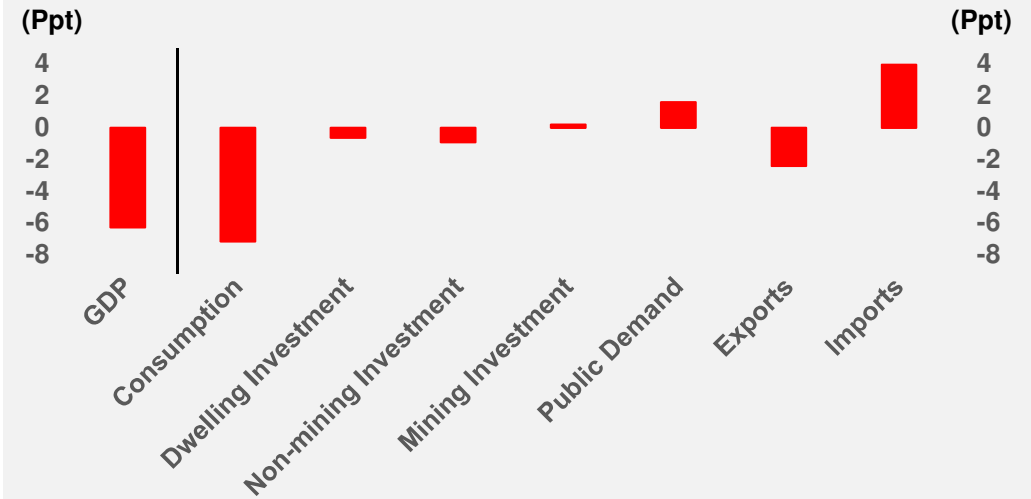 (Ppt) (Ppt)
4 4
2 2
0 0
-2 -2
-4 -4
-6 -6
-8 -8
GDP
Consumption
Dwelling Investment
Non-mining Investment
Mining Investment
Public Demand
Exports
Imports